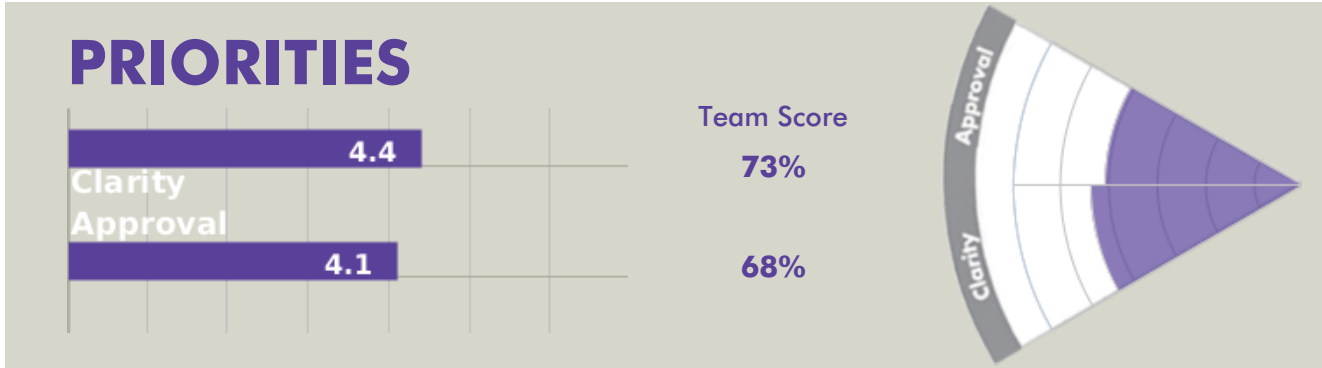 PRIORITIES
Team Score
4.4
73%
Clarity
Approval
4.1
68%
Approval
Clarity